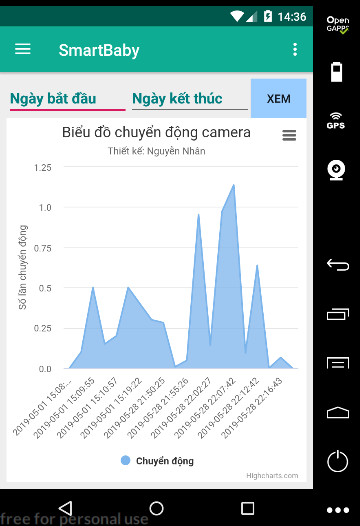 14:36
SmartBaby
Ngày bắt đầu
Ngày kết thúc
XEM
Biểu đồ chuyển động camera
Thiết kế: Nguyễn Nhân
Số lần chuyển động
1.25
1.0
0.75
0.5
0.25
0.0
2019-05-01 15:08:...
2019-05-01 15:09:55
2019-05-01 15:10:57
2019-05-01 15:19:22
2019-05-28 21:50:25
2019-05-28 21:55:26
2019-05-28 22:02:27
2019-05-28 22:07:42
2019-05-28 22:12:42
2019-05-28 22:16:43
Chuyển động
Highcharts.com
free for personal use
Open
GAPPS
GPS